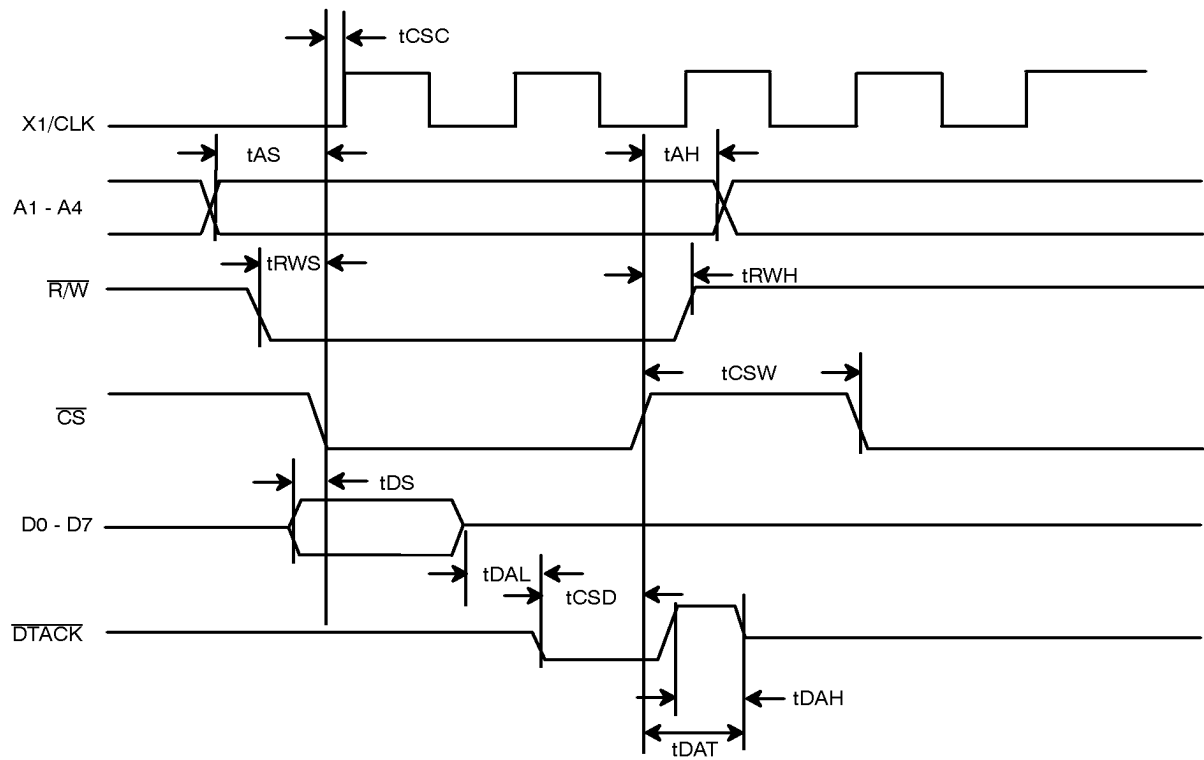 tCSC
X1/CLK
tAS
tAH
A1 - A4
tRWS
tRWH
R/W
tCSW
CS
tDS
D0 - D7
tDAL
tCSD
DTACK
tDAH
tDAT